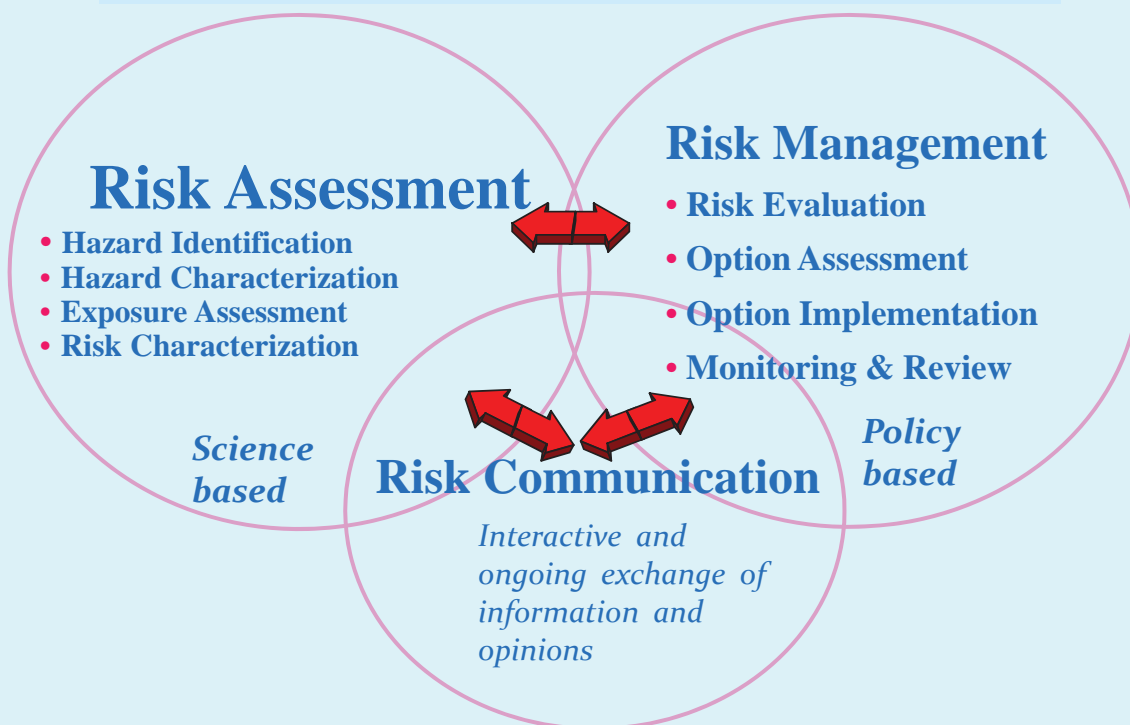 Risk Assessment
• Hazard Identification
• Hazard Characterization
• Exposure Assessment
• Risk Characterization
Science
based
Risk Management
• Risk Evaluation
• Option Assessment
• Option Implementation
• Monitoring & Review
Policy
based
Risk Communication
Interactive and
ongoing exchange of
information and
opinions